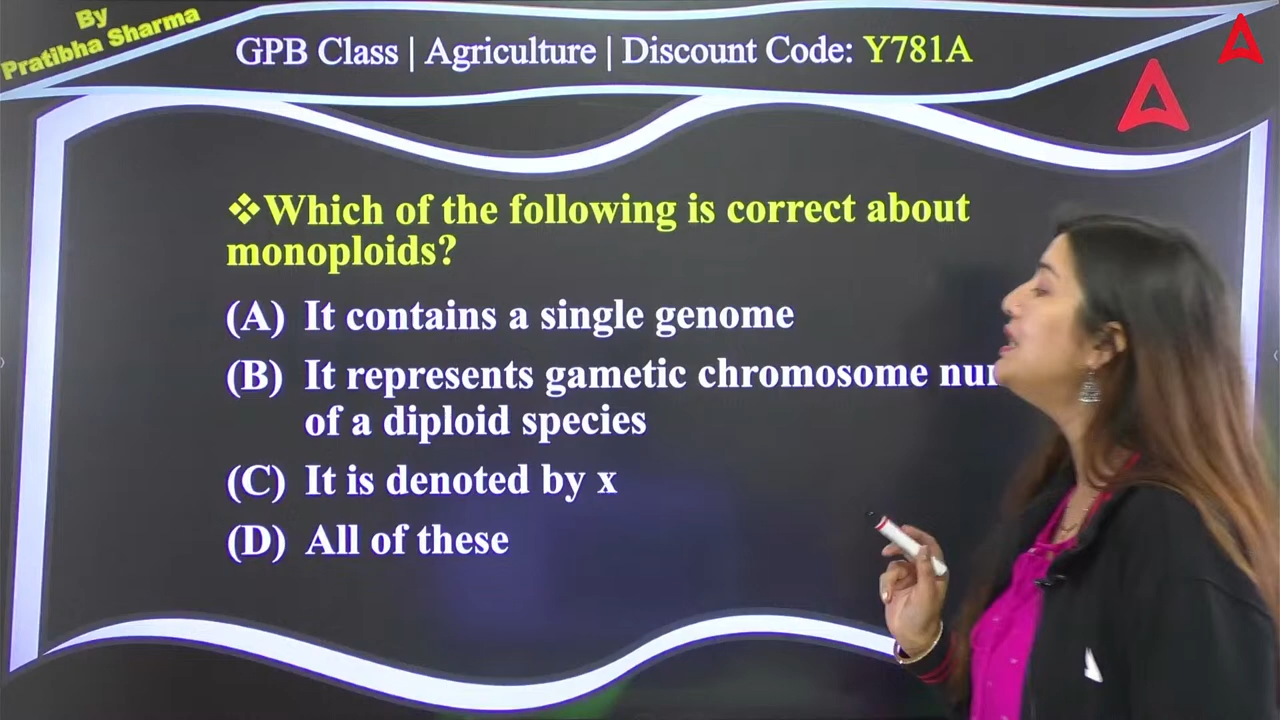 By
Pratibha Sharma
GPB Class | Agriculture | Discount Code: Y781A
❖Which of the following is correct about
monoploids?
(A) It contains a single genome
(B) It represents gametic chromosome
of a diploid species
(C) It is denoted by x
(D) All of these